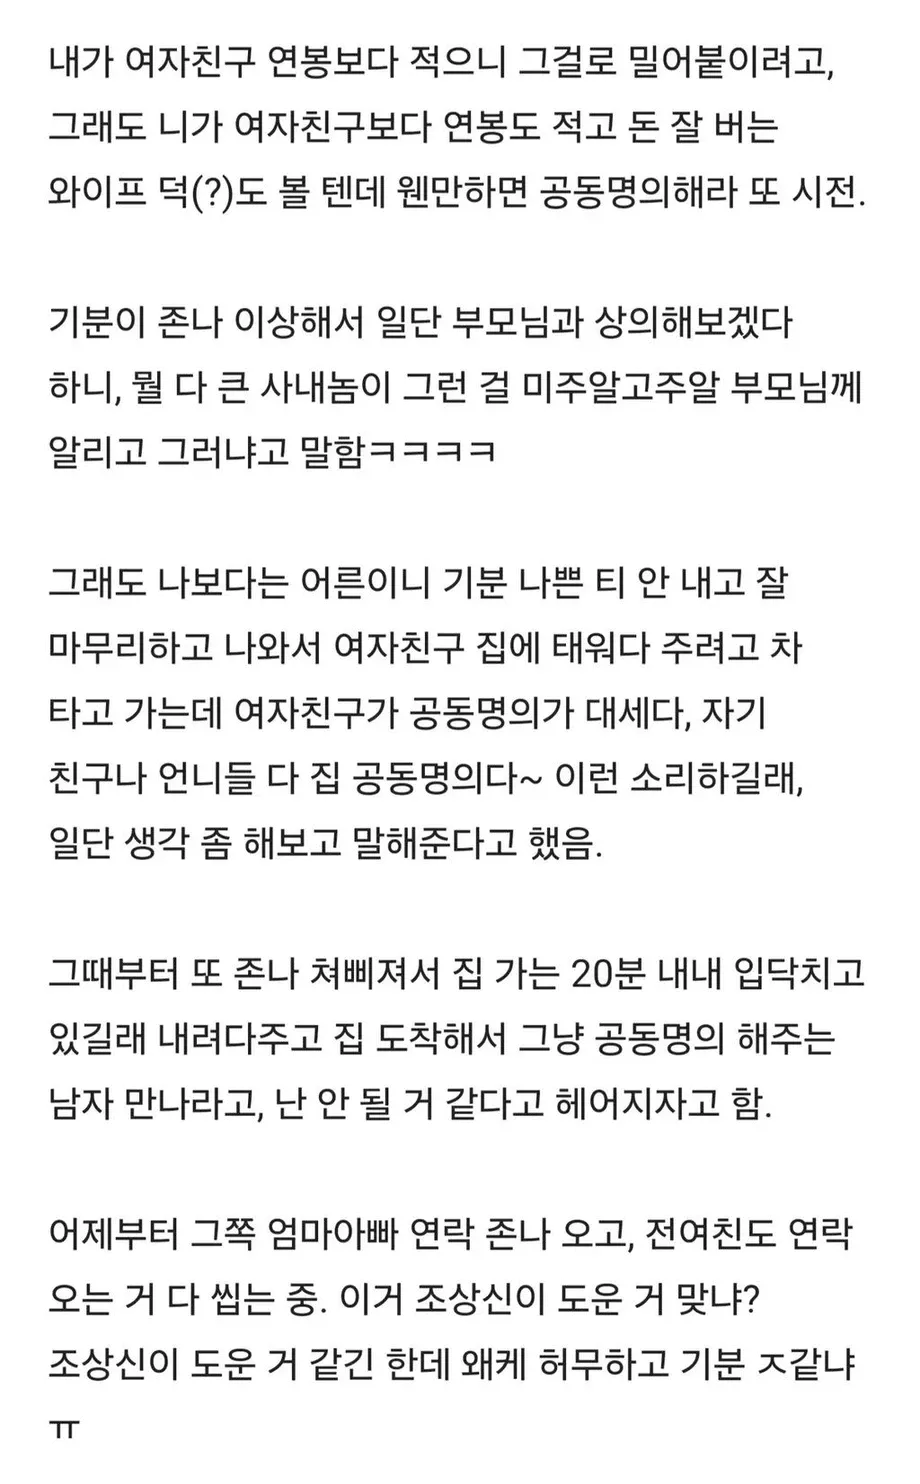 내가 여자친구 연봉보다 적으니 그걸로 밀어붙이려고,
그래도 니가 여자친구보다 연봉도 적고 돈 잘 버는
와이프 덕(?)도 볼 텐데 웬만하면 공동명의해라 또 시전.
기분이 존나 이상해서 일단 부모님과 상의해보겠다
하니, 뭘 다 큰 사내놈이 그런 걸 미주알고주알 부모님께
알리고 그러냐고 말함ㅋㅋㅋㅋ
그래도 나보다는 어른이니 기분 나쁜 티 안 내고 잘
마무리하고 나와서 여자친구 집에 태워다 주려고 차
타고 가는데 여자친구가 공동명의가 대세다, 자기
친구나 언니들 다 집 공동명의다~ 이런 소리하길래,
일단 생각 좀 해보고 말해준다고 했음.
그때부터 또 존나 쳐삐져서 집 가는 20분 내내 입닥치고
있길래 내려다주고 집 도착해서 그냥 공동명의 해주는
남자 만나라고, 난 안 될 거 같다고 헤어지자고 함.
어제부터 그쪽 엄마아빠 연락 존나 오고, 전여친도 연락
오는 거 다 씹는 중. 이거 조상신이 도운 거 맞냐?
조상신이 도운 거 같긴 한데 왜케 허무하고 기분 ㅈ같냐
ㅠ